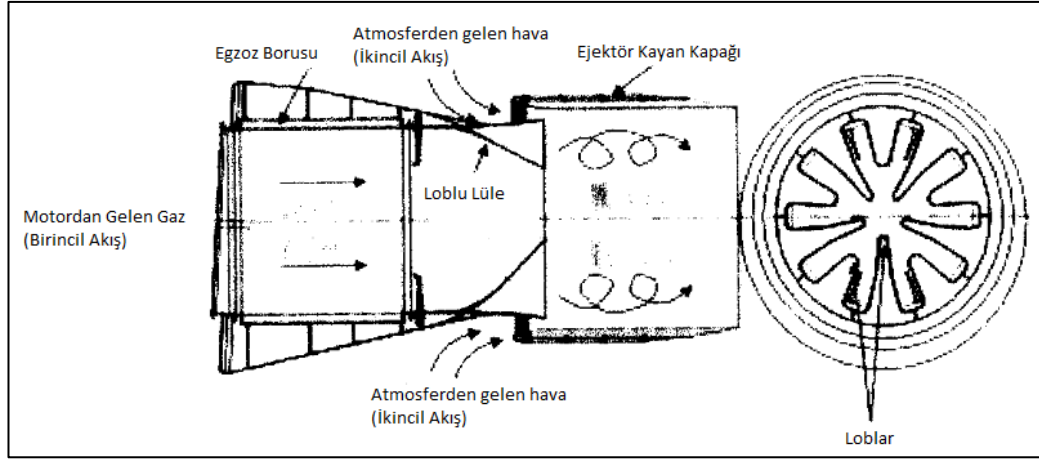 Atmosferden gelen hava
(İkincil Akış)
Egzoz Borusu
Ejektör Kayan Kapağı
Loblu Lüle
Motordan Gelen Gaz
(Birincil Akış)
Atmosferden gelen hava
(İkincil Akış)
Loblar